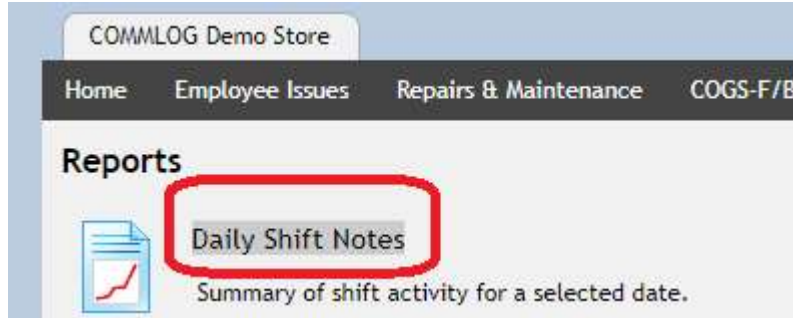 COMMLOG Demo Store
Home Employee Issues Repairs & Maintenance COGS-F/B
Reports
Daily Shift Notes
Summary of shift activity for a selected date.